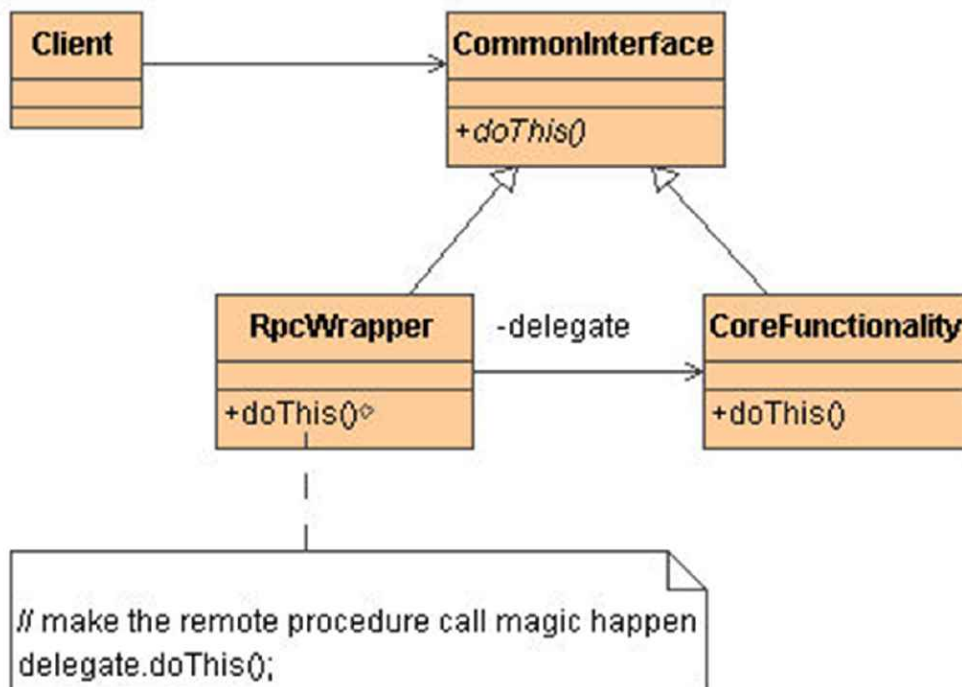 Client
CommonInterface
+doThis()
RpcWrapper
-delegate
CoreFunctionality
+doThis()
+doThis()
// make the remote procedure call magic happen
delegate.doThis();